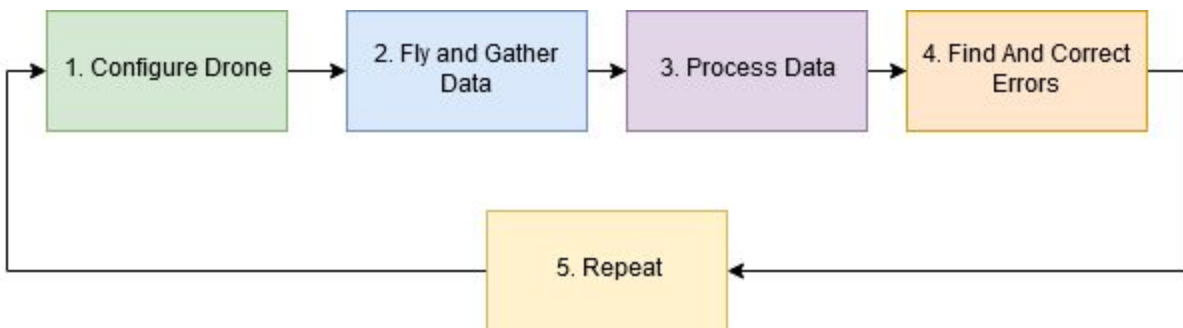 1. Configure Drone
2. Fly and Gather
Data
3. Process Data
4. Find And Correct
Errors
5. Repeat